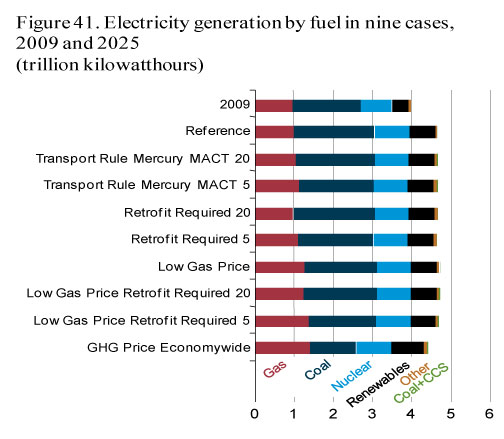 Figure 41. Electricity generation by fuel in nine cases,
2009 and 2025
(trillion kilowatthours)
2009
Reference
Transport Rule Mercury MACT 20
Transport Rule Mercury MACT 5
Retrofit Required 20
Retrofit Required 5
Low Gas Price
Low Gas Price Retrofit Required 20
Low Gas Price Retrofit Required 5
GHG Price Economywide
Gas
Coal
Nuclear
Renewables
Other
Coal+CCS
0 1 2 3 4 5 6